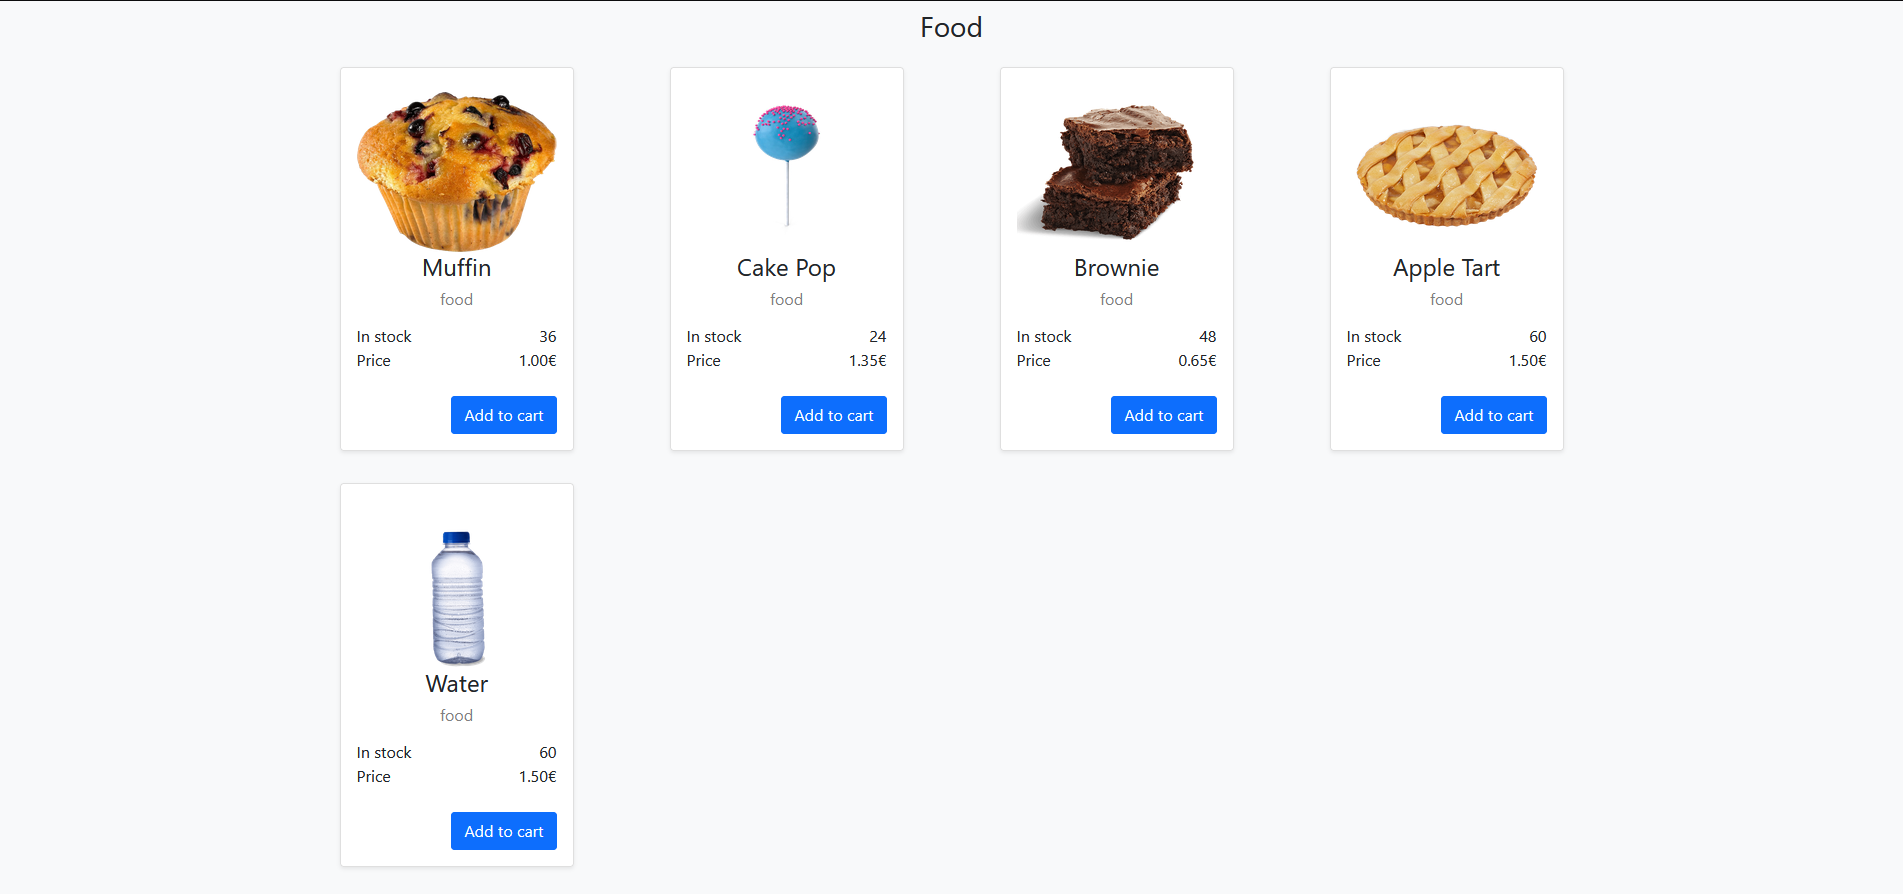 Food
Muffin
food
In stock 36
Price 1.00€
Add to cart
Cake Pop
food
In stock 24
Price 1.35€
Add to cart
Brownie
food
In stock 48
Price 0.65€
Add to cart
Apple Tart
food
In stock 60
Price 1.50€
Add to cart
Water
food
In stock 60
Price 1.50€
Add to cart